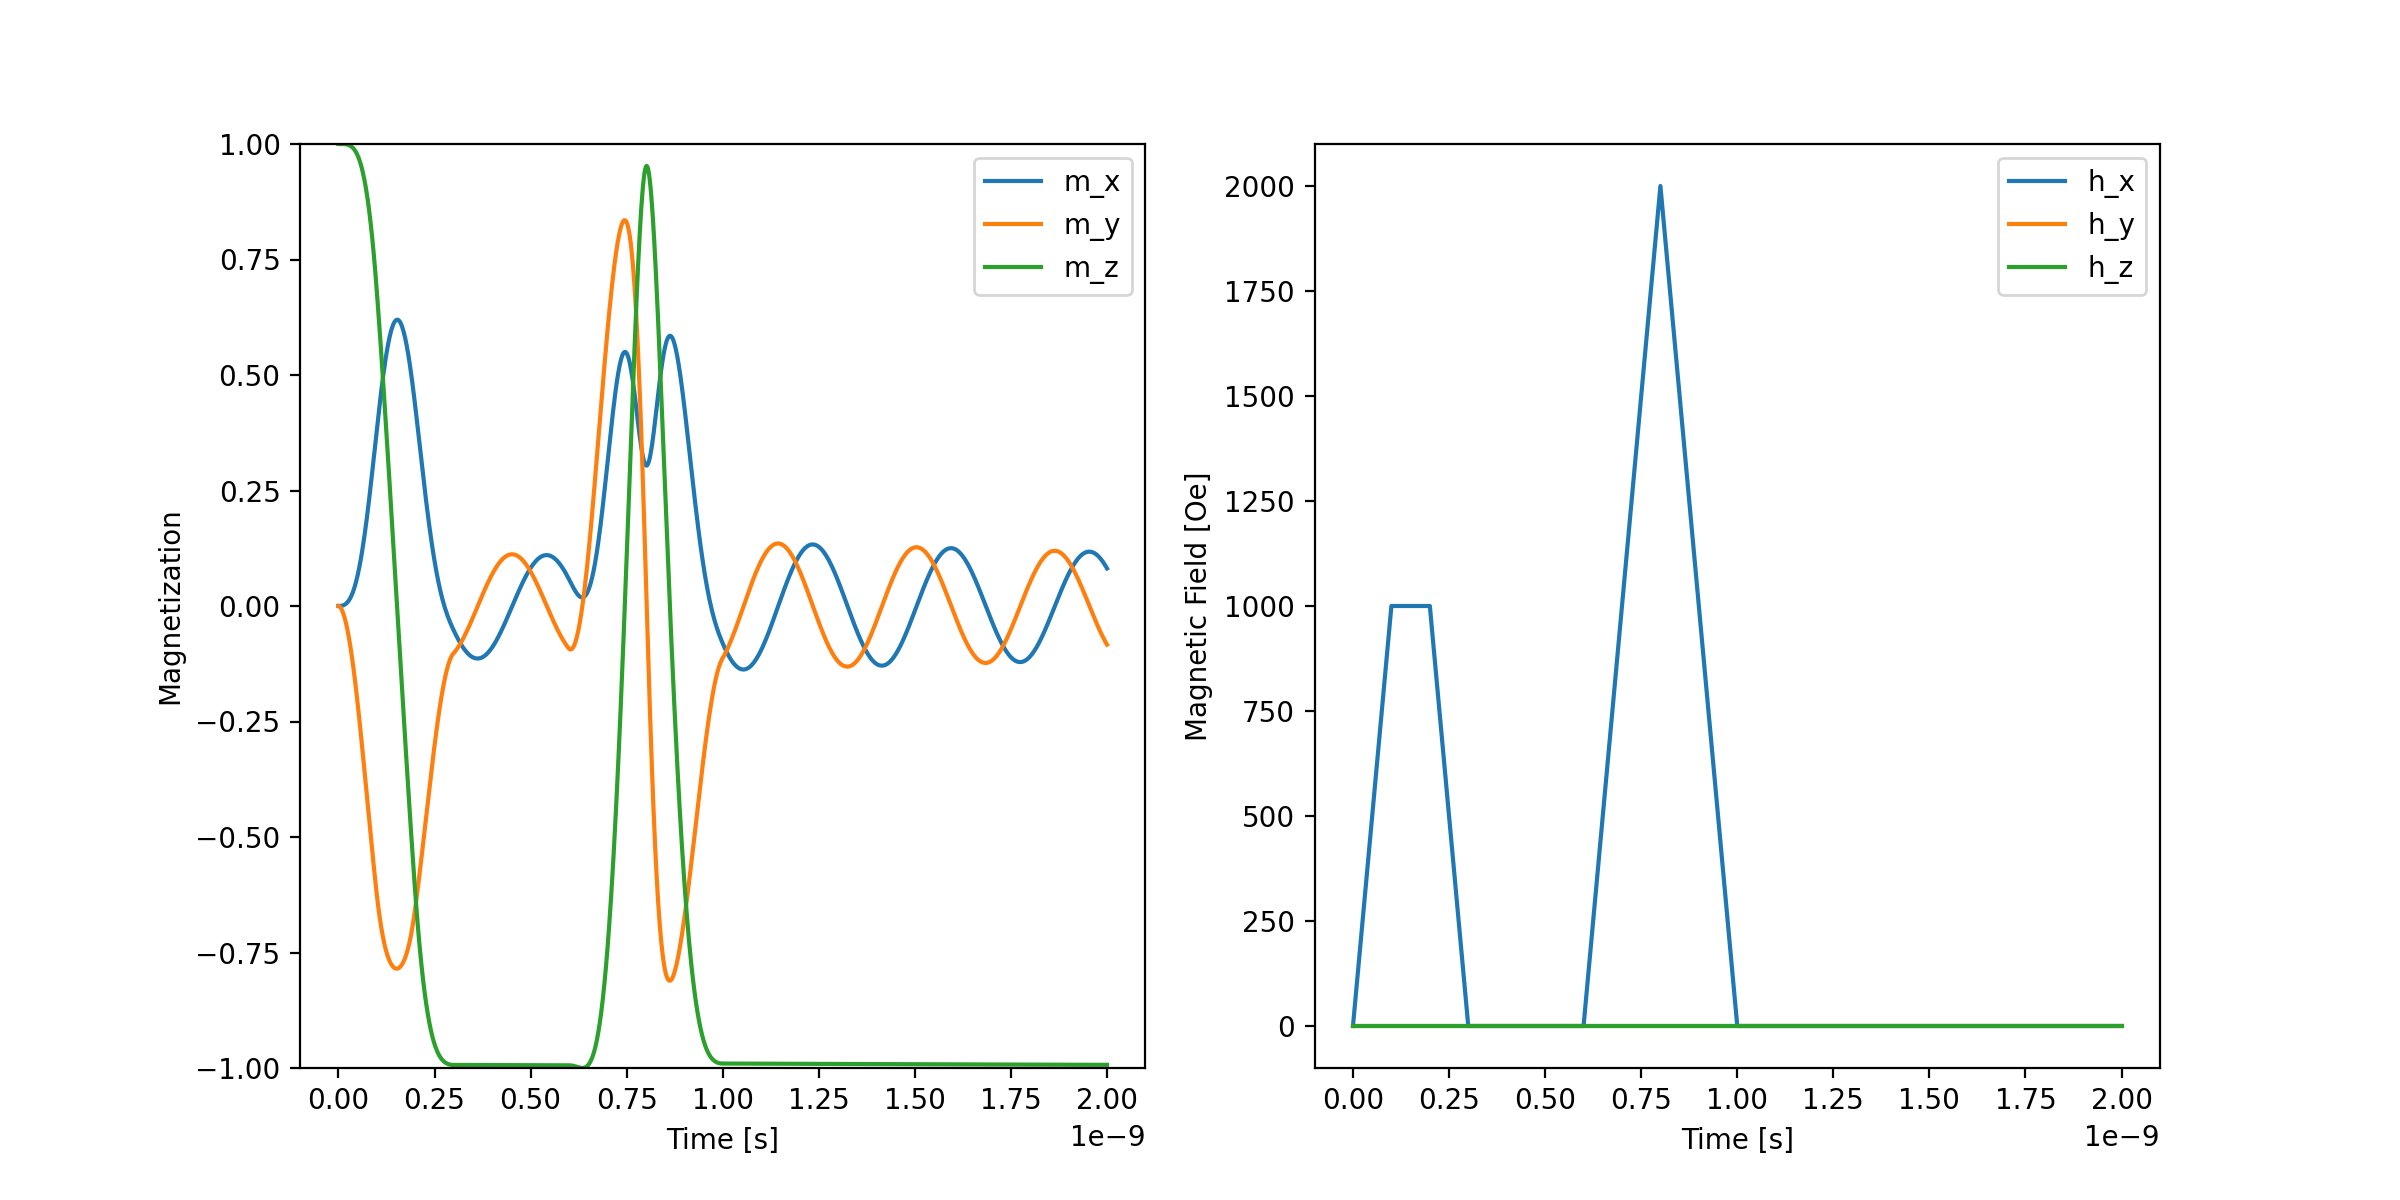 1.00
0.75
0.50
0.25
0.00
−0.25
−0.50
−0.75
−1.00
Magnetization
m_x
m_y
m_z
0.00 0.25 0.50 0.75 1.00 1.25 1.50 1.75 2.00
Time [s]
1e−9
2000
1750
1500
1250
1000
750
500
250
0
Magnetic Field [Oe]
h_x
h_y
h_z
0.00 0.25 0.50 0.75 1.00 1.25 1.50 1.75 2.00
Time [s]
1e−9